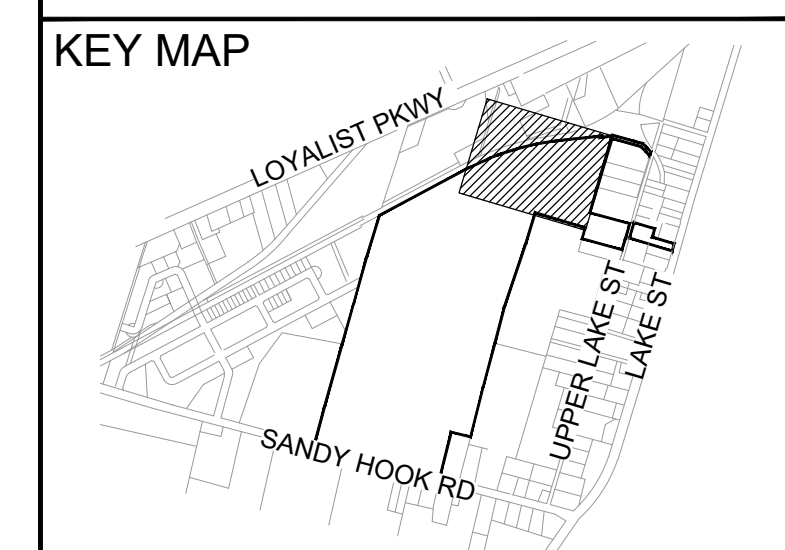 KEY MAP
LOYALIST PKWY
UPPER LAKE ST
LAKE ST
SANDY HOOK RD